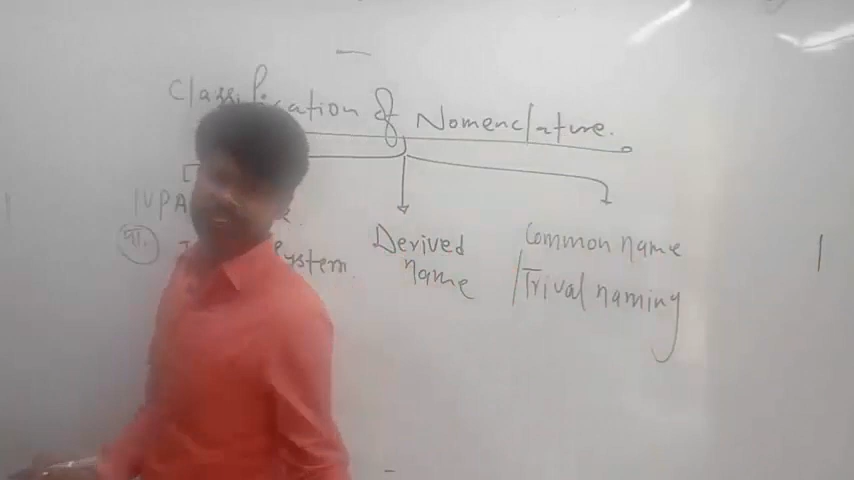 Classification of Nomenclature.
IUPA
वा.
System
Derived
name
Common name
/Trival naming